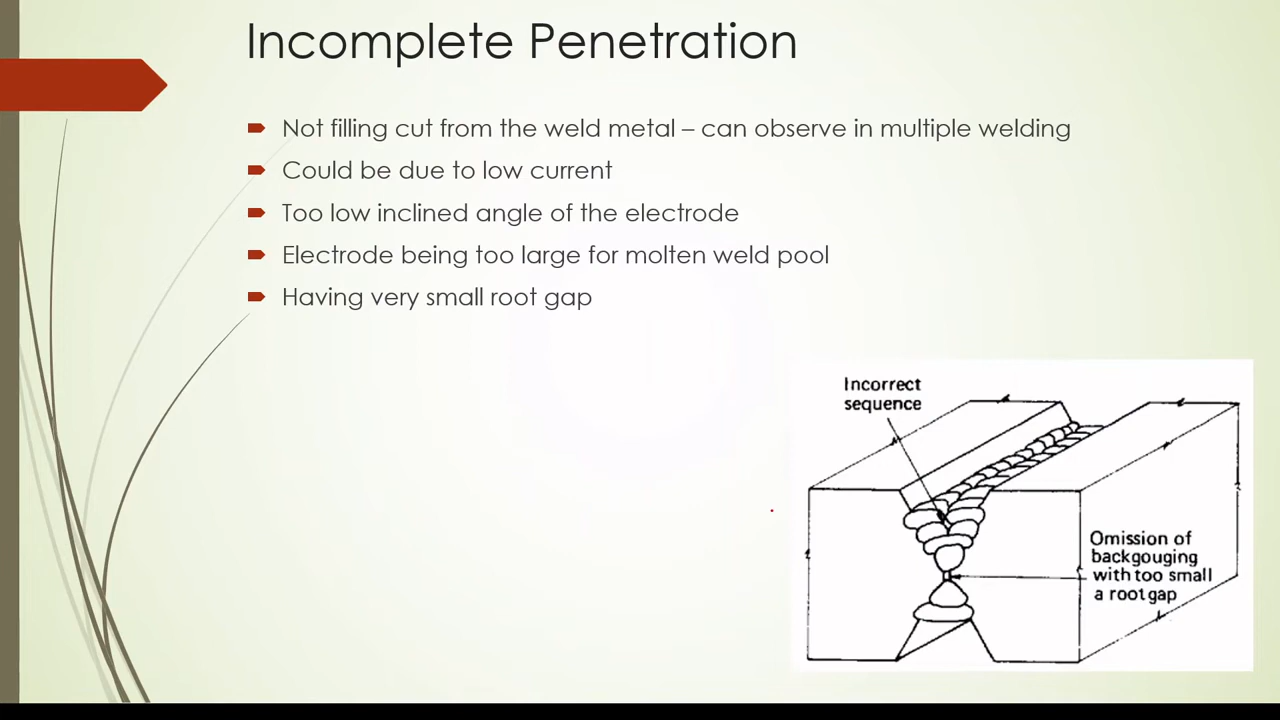 Incomplete Penetration
Not filling cut from the weld metal – can observe in multiple welding
Could be due to low current
Too low inclined angle of the electrode
Electrode being too large for molten weld pool
Having very small root gap
Incorrect
sequence
Omission of
backgouging
with too small
a root gap